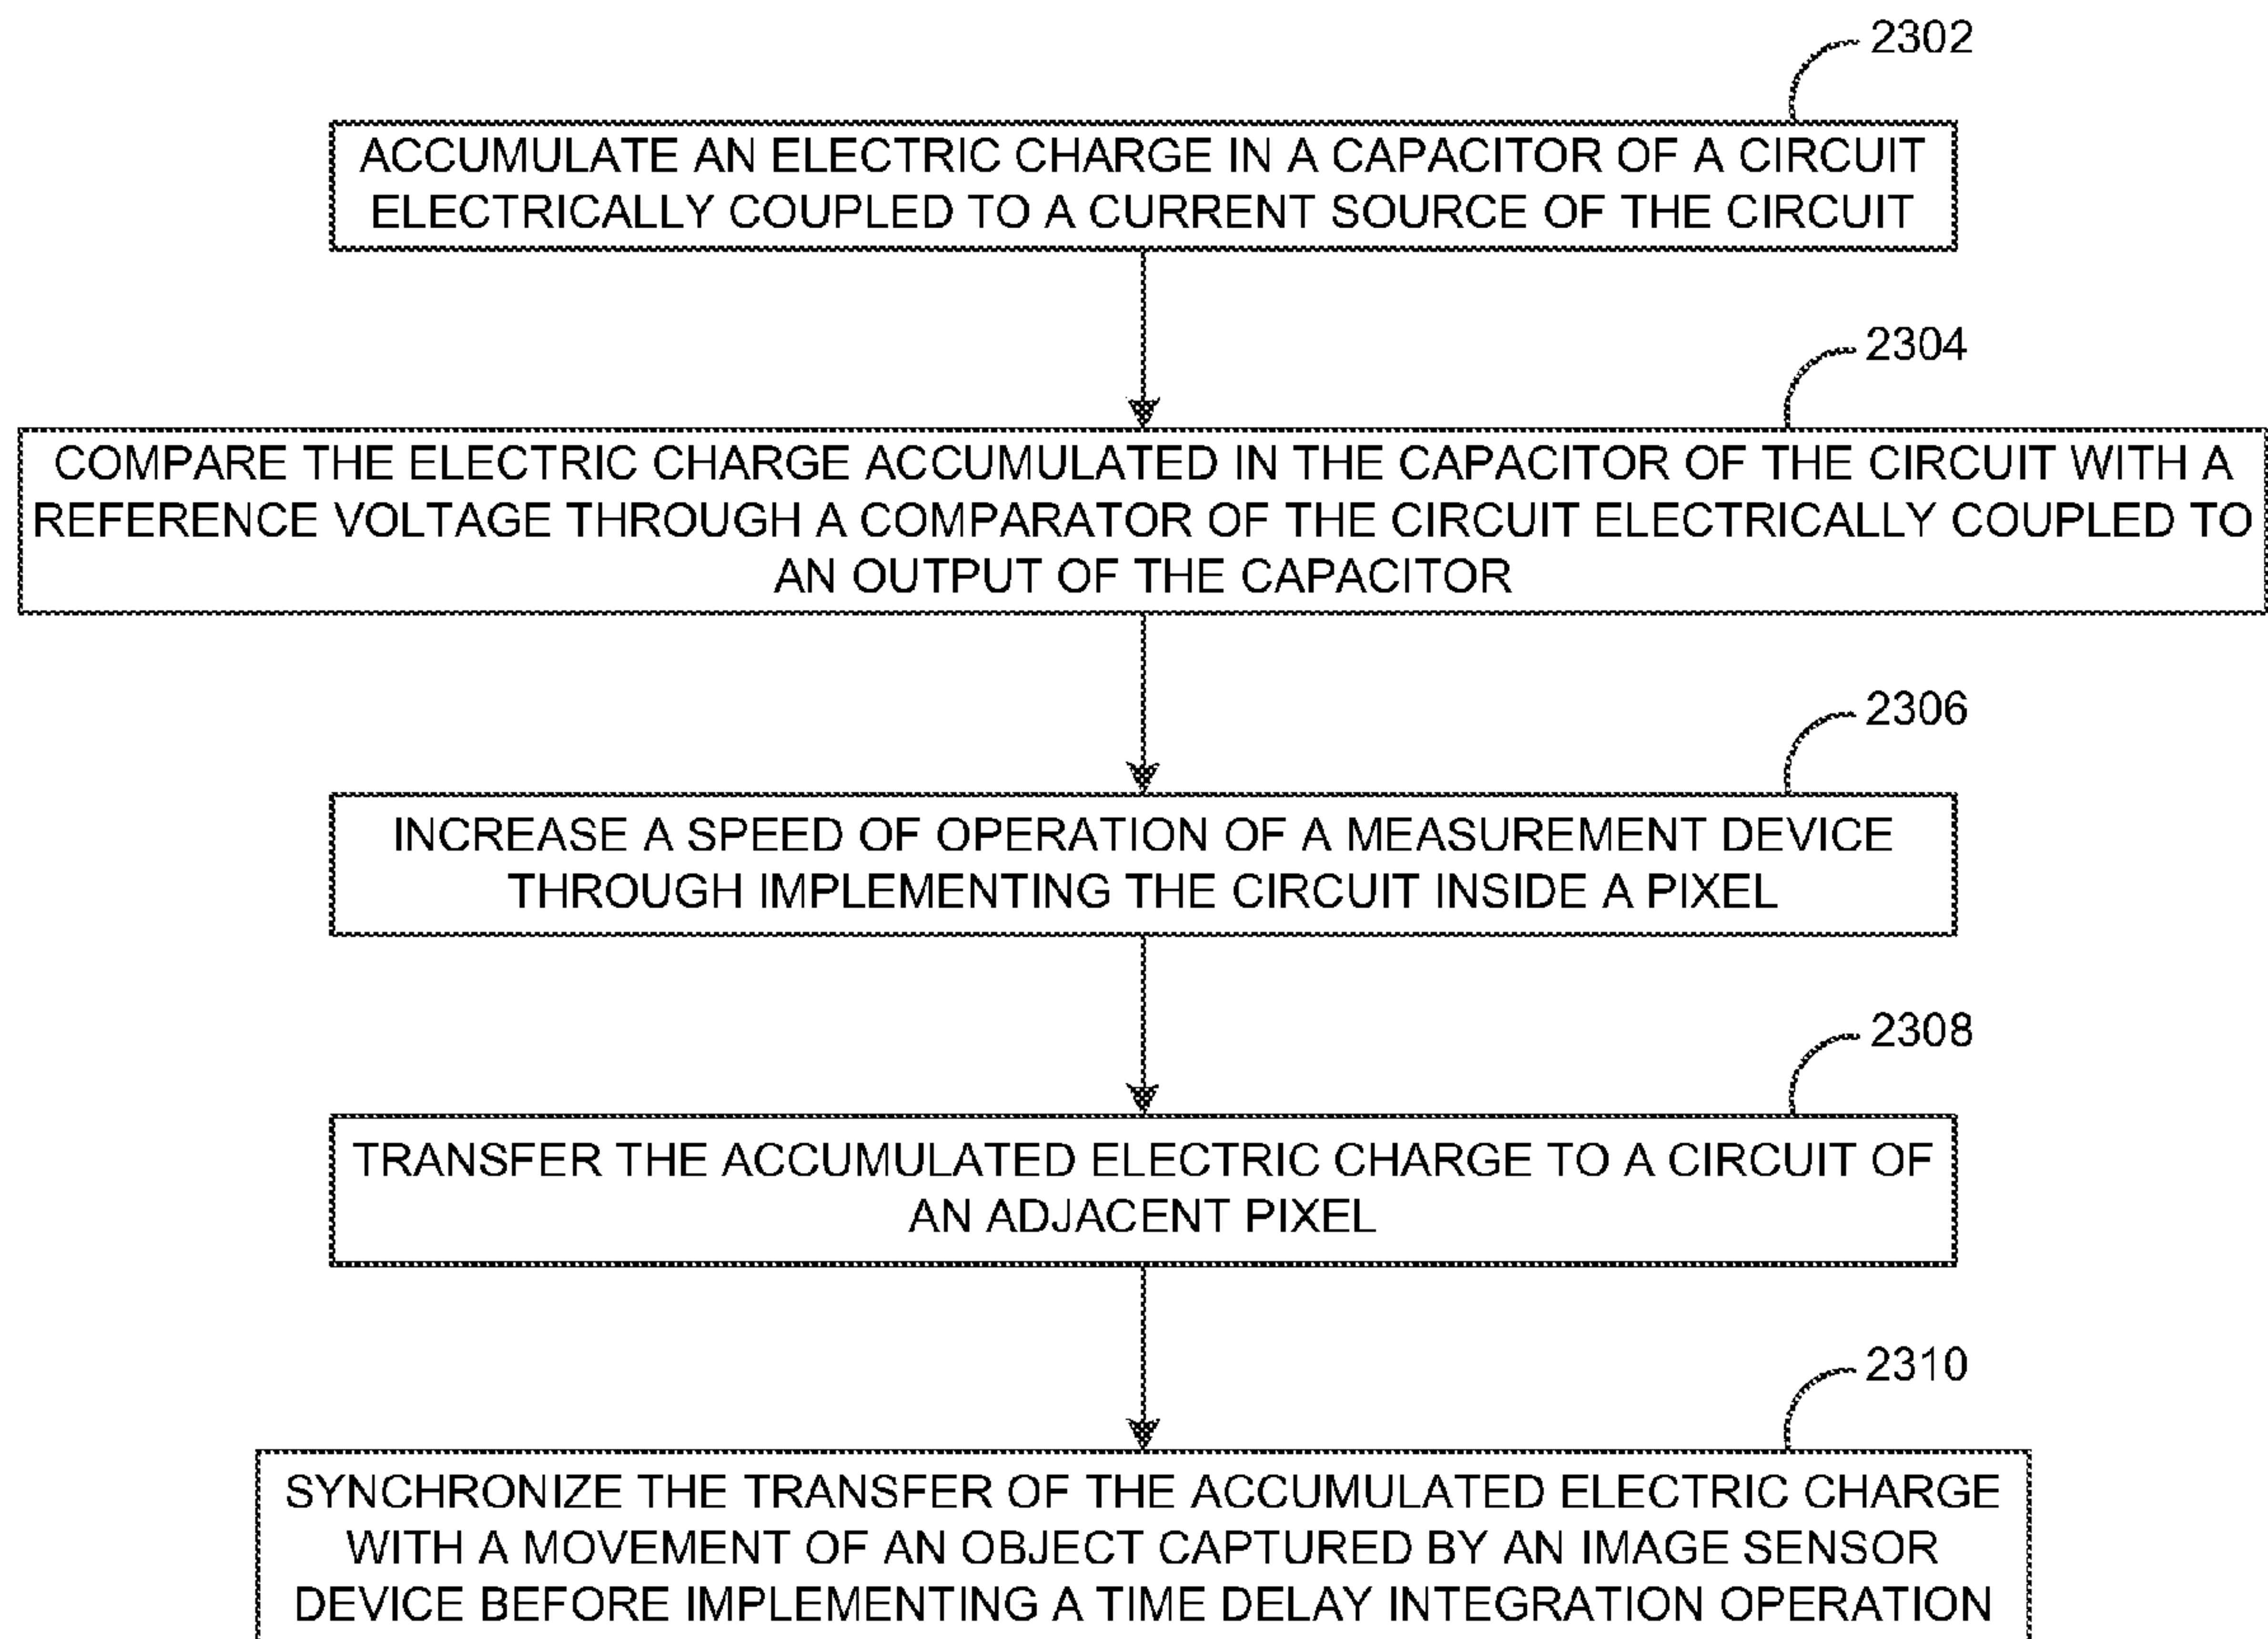 2302
ACCUMULATE AN ELECTRIC CHARGE IN A CAPACITOR OF A CIRCUIT
ELECTRICALLY COUPLED TO A CURRENT SOURCE OF THE CIRCUIT
2304
COMPARE THE ELECTRIC CHARGE ACCUMULATED IN THE CAPACITOR OF THE CIRCUIT WITH A
REFERENCE VOLTAGE THROUGH A COMPARATOR OF THE CIRCUIT ELECTRICALLY COUPLED TO
AN OUTPUT OF THE CAPACITOR
2306
INCREASE A SPEED OF OPERATION OF A MEASUREMENT DEVICE
THROUGH IMPLEMENTING THE CIRCUIT INSIDE A PIXEL
2308
TRANSFER THE ACCUMULATED ELECTRIC CHARGE TO A CIRCUIT OF
AN ADJACENT PIXEL
2310
SYNCHRONIZE THE TRANSFER OF THE ACCUMULATED ELECTRIC CHARGE
WITH A MOVEMENT OF AN OBJECT CAPTURED BY AN IMAGE SENSOR
DEVICE BEFORE IMPLEMENTING A TIME DELAY INTEGRATION OPERATION